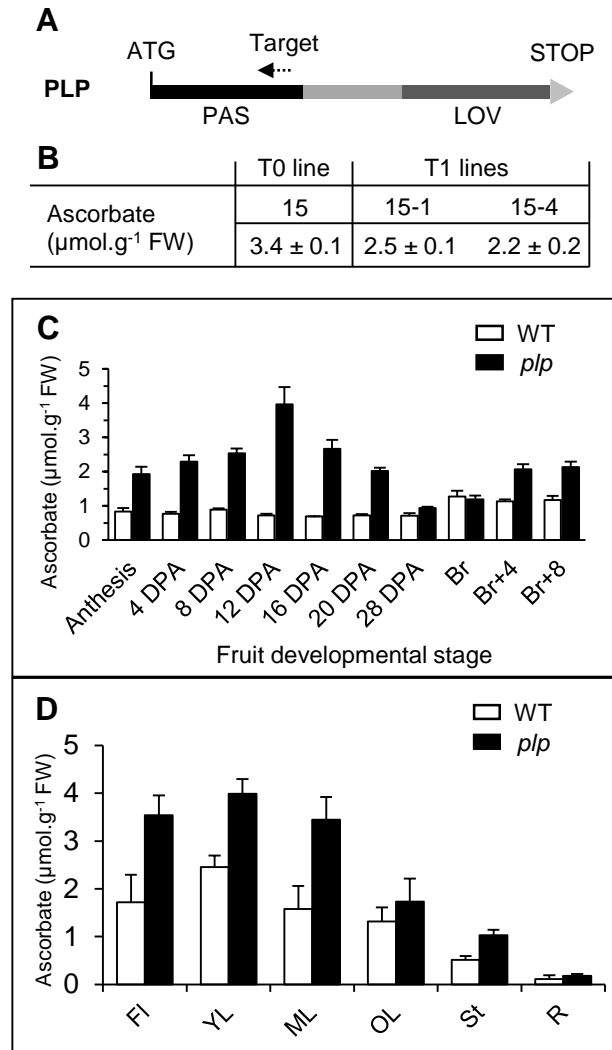 A
ATG Target STOP
PLP
PAS LOV
B
T0 line T1 lines
Ascorbate (µmol.g⁻¹ FW) 15 15-1 15-4
3.4 ± 0.1 2.5 ± 0.1 2.2 ± 0.2
C
WT
plp
Ascorbate (µmol.g⁻¹ FW)
5
4
3
2
1
0
Anthesis 4 DPA 8 DPA 12 DPA 16 DPA 20 DPA 28 DPA Br Br+4 Br+8
Fruit developmental stage
D
WT
plp
Ascorbate (µmol.g⁻¹ FW)
5
4
3
2
1
0
Fl YL ML OL St R